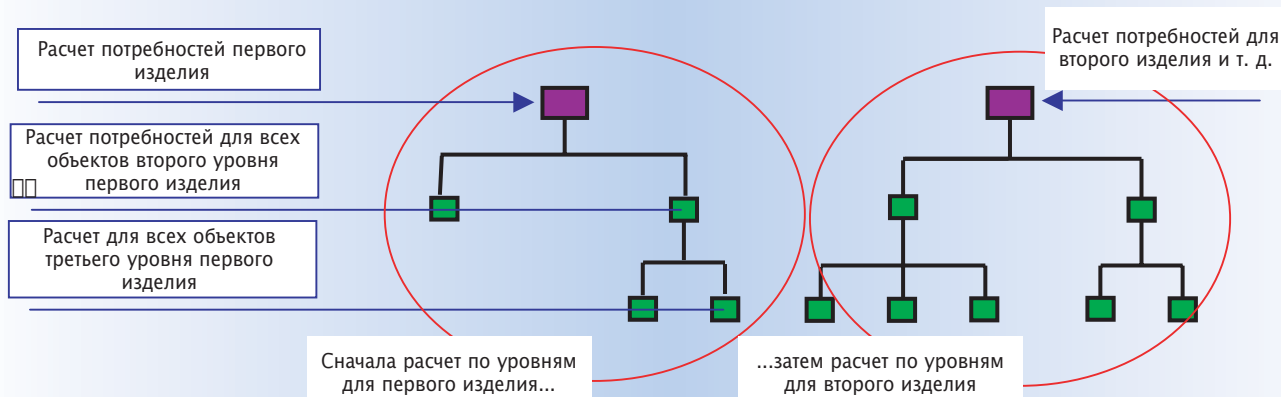 Расчет потребностей первого
изделия
Расчет потребностей для
второго изделия и т. д.
Расчет потребностей для всех
объектов второго уровня
первого изделия
Расчет для всех объектов
третьего уровня первого
изделия
Сначала расчет по уровням
для первого изделия...
...затем расчет по уровням
для второго изделия